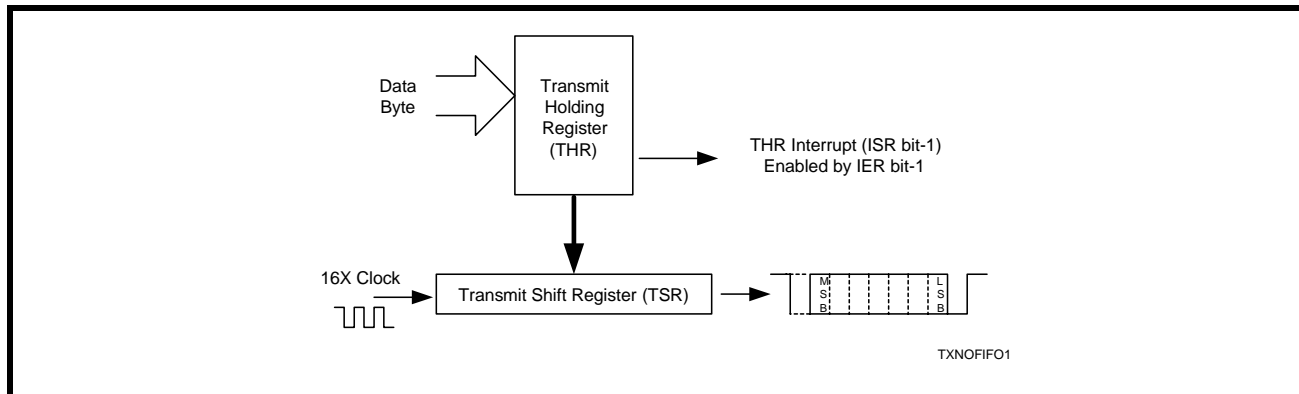 Data
Byte
Transmit
Holding
Register
(THR)
THR Interrupt (ISR bit-1)
Enabled by IER bit-1
16X Clock
Transmit Shift Register (TSR)
M
S
B
L
S
B
TXNOFIFO1